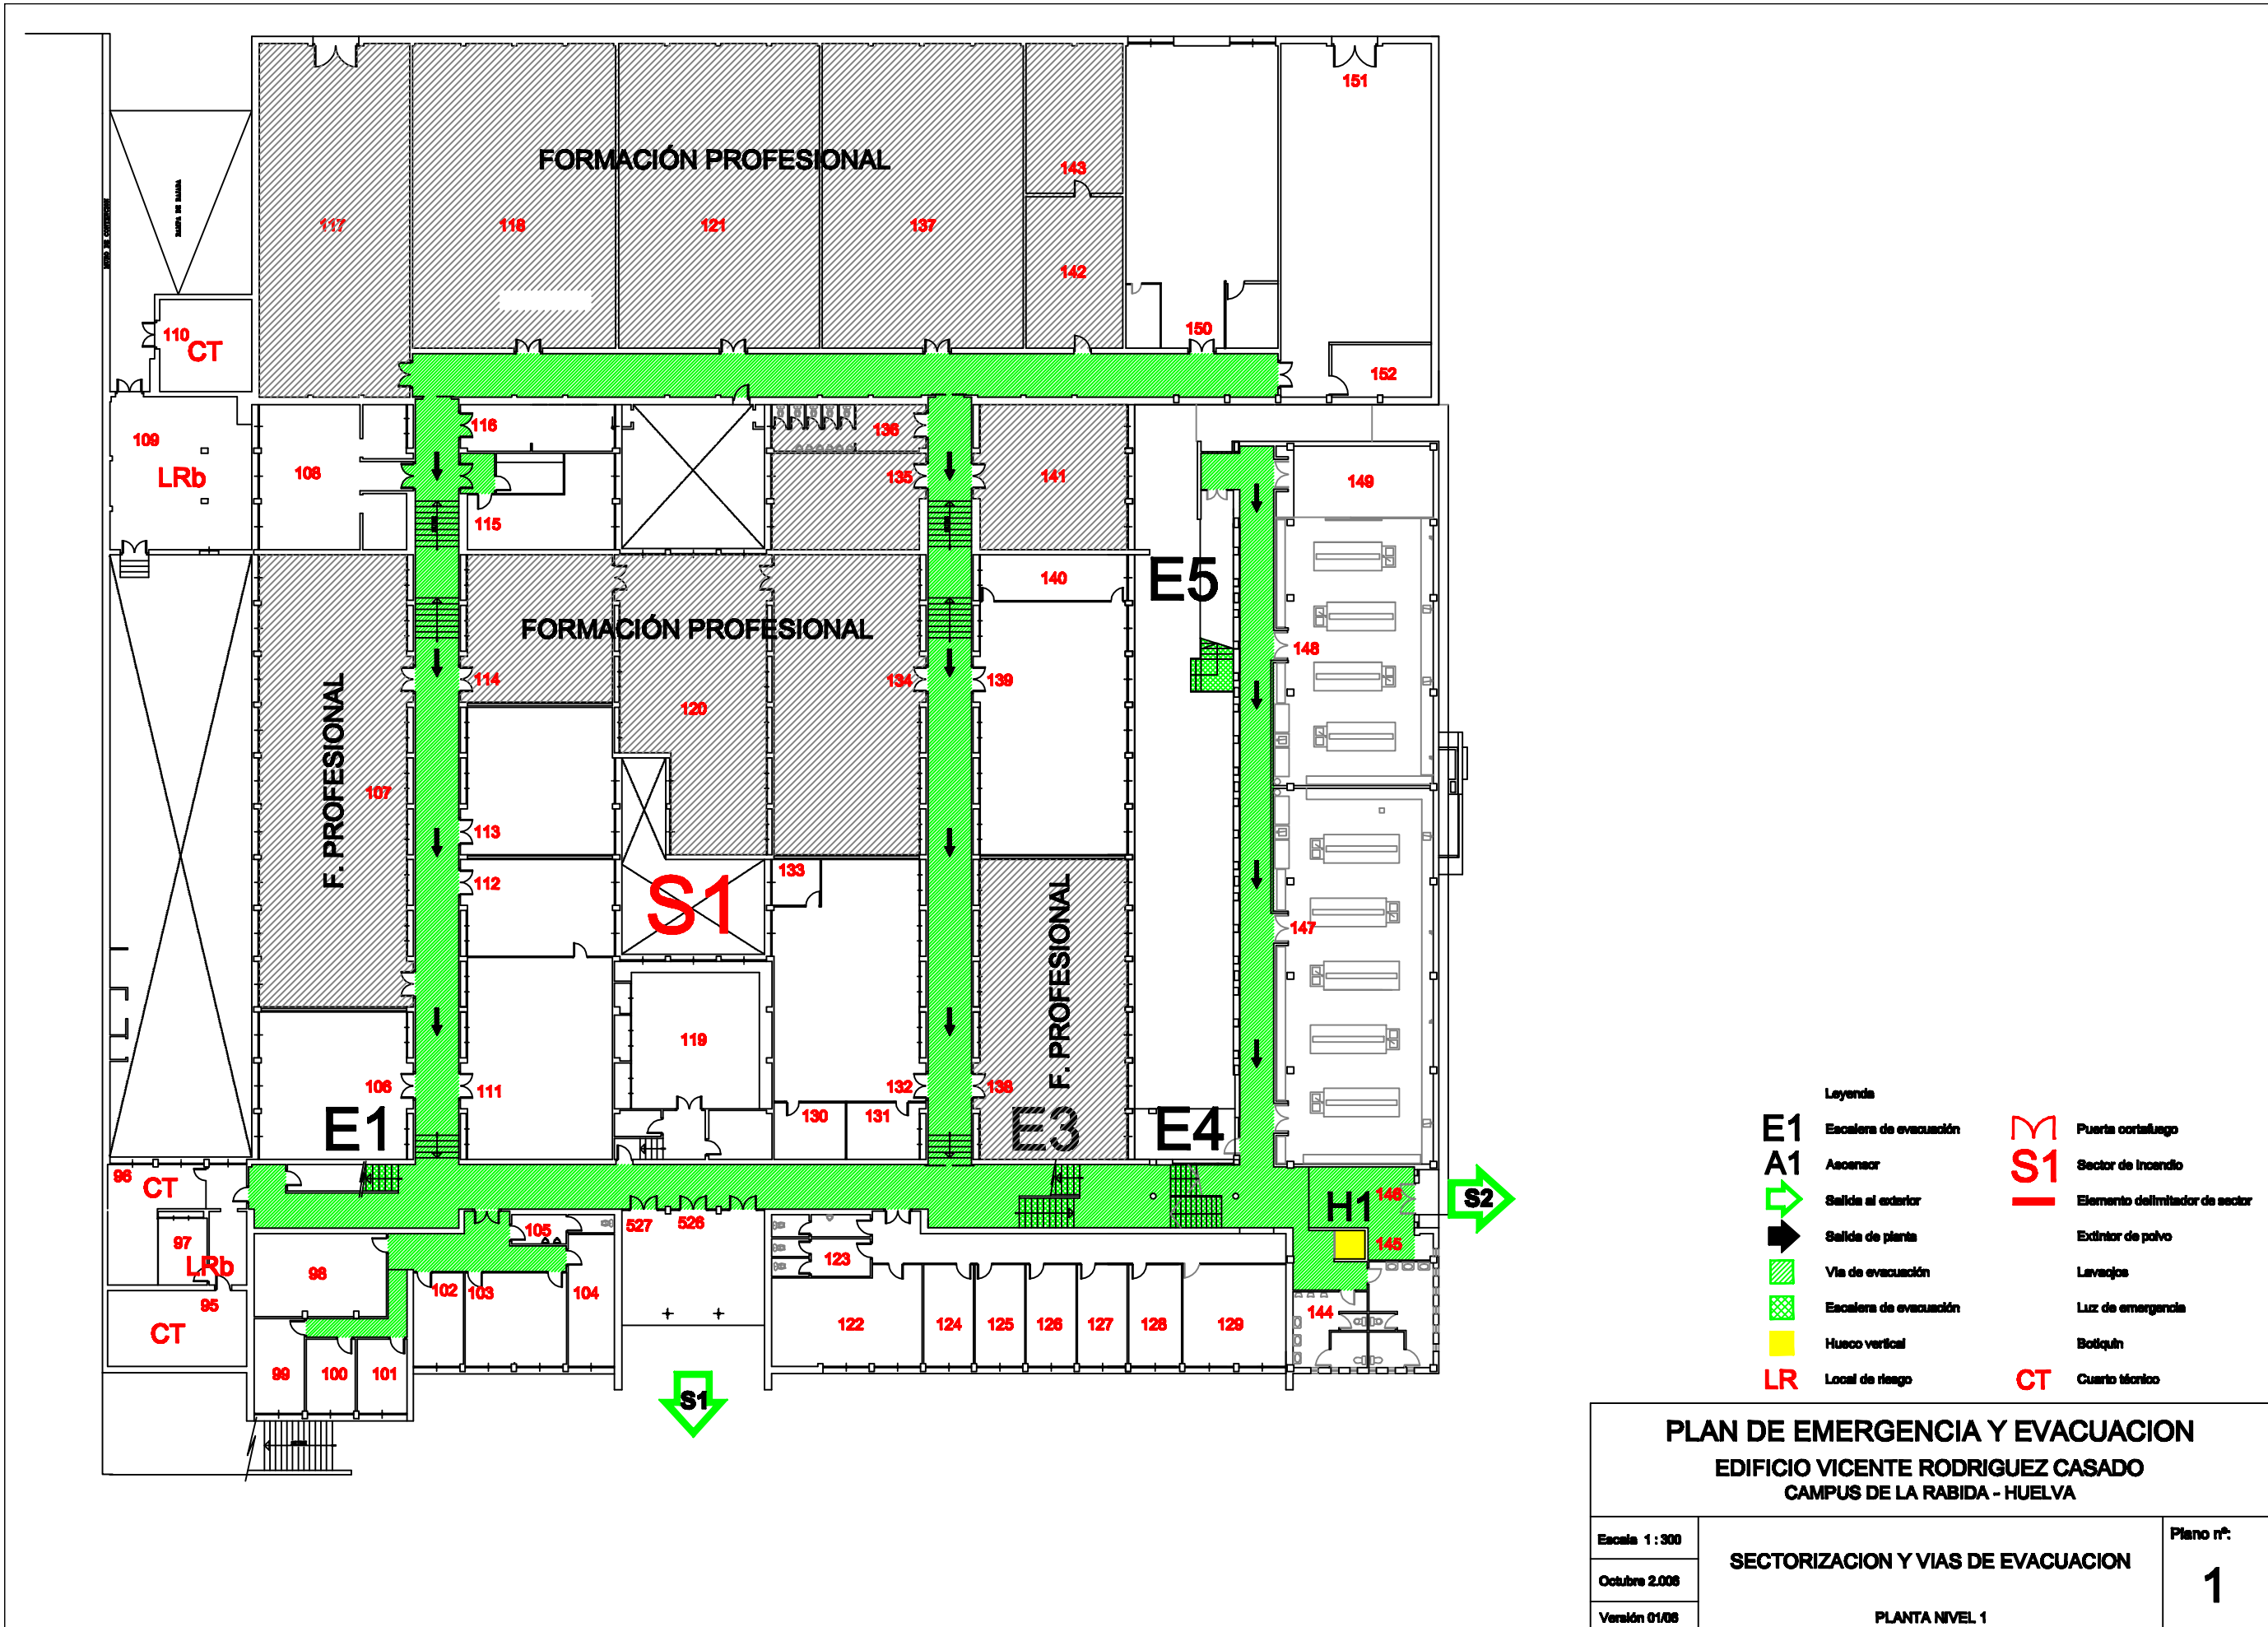 151
FORMACIÓN PROFESIONAL
143
117
118
121
137
RAMPA DE BAJADA
142
110
CT
150
152
116
136
109
LRb
108
135
141
149
115
E5
140
FORMACIÓN PROFESIONAL
148
114
134
139
120
F. PROFESIONAL
107
113
112
133
S1
F. PROFESIONAL
147
119
106
111
132
138
130
131
E1
E3
E4
96
CT
H1
146
S2
527
526
105
97
LRb
123
145
98
102
103
104
95
CT
144
122
124
125
126
127
128
129
99
100
101
S1
Leyenda
E1 Escalera de evacuación
Puerta cortafuego
A1 Ascensor
S1 Sector de incendio
Salida al exterior
Elemento delimitador de sector
Salida de planta
Extintor de polvo
Via de evacuación
Lavaojos
Escalera de evacuación
Luz de emergencia
Hueco vertical
Botiquin
LR Local de riesgo
CT Cuarto técnico
PLAN DE EMERGENCIA Y EVACUACION
EDIFICIO VICENTE RODRIGUEZ CASADO
CAMPUS DE LA RABIDA - HUELVA
Escala 1 : 300
Octubre 2.006
Versión 01/06
SECTORIZACION Y VIAS DE EVACUACION
PLANTA NIVEL 1
Plano nº:
1